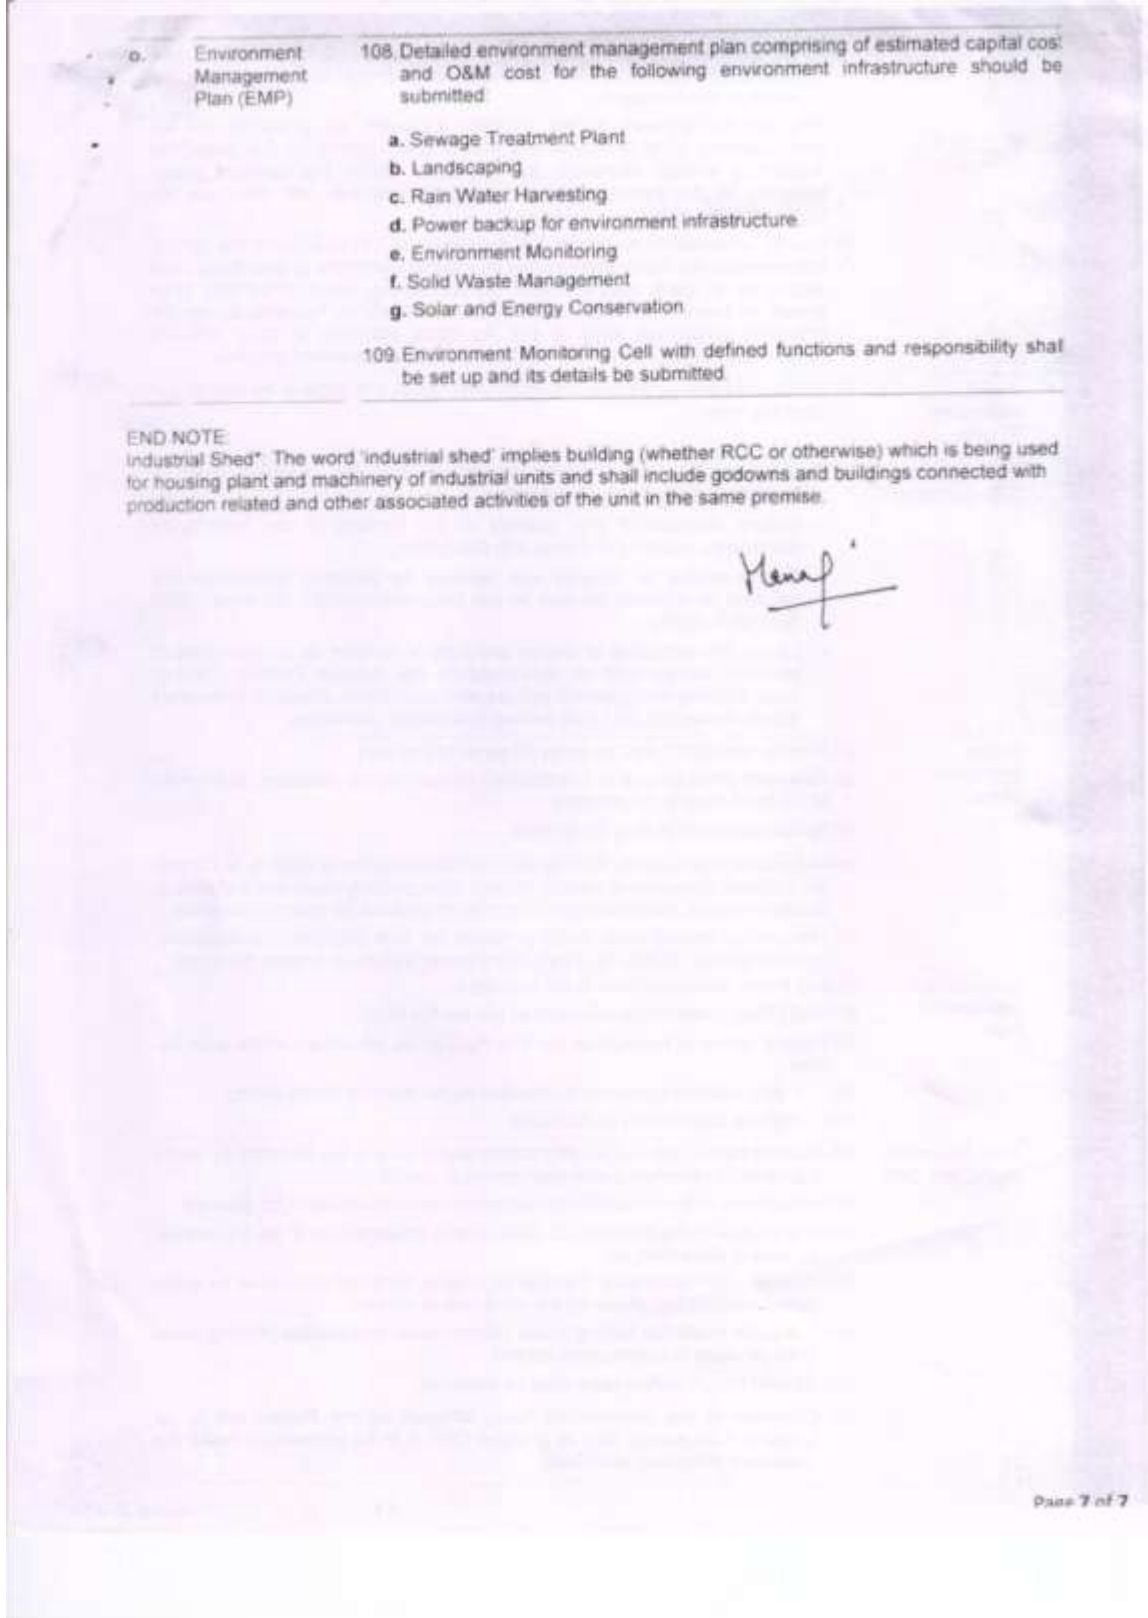 o. Environment 108. Detailed environment management plan comprising of estimated capital cost
Management and O&M cost for the following environment infrastructure should be
Plan (EMP) submitted
a. Sewage Treatment Plant
b. Landscaping
c. Rain Water Harvesting
d. Power backup for environment infrastructure.
e. Environment Monitoring
f. Solid Waste Management
g. Solar and Energy Conservation
109. Environment Monitoring Cell with defined functions and responsibility shal
be set up and its details be submitted.
END NOTE:
Industrial Shed*: The word 'industrial shed' implies building (whether RCC or otherwise) which is being used
for housing plant and machinery of industrial units and shall include godowns and buildings connected with
production related and other associated activities of the unit in the same premise.
Page 7 of 7